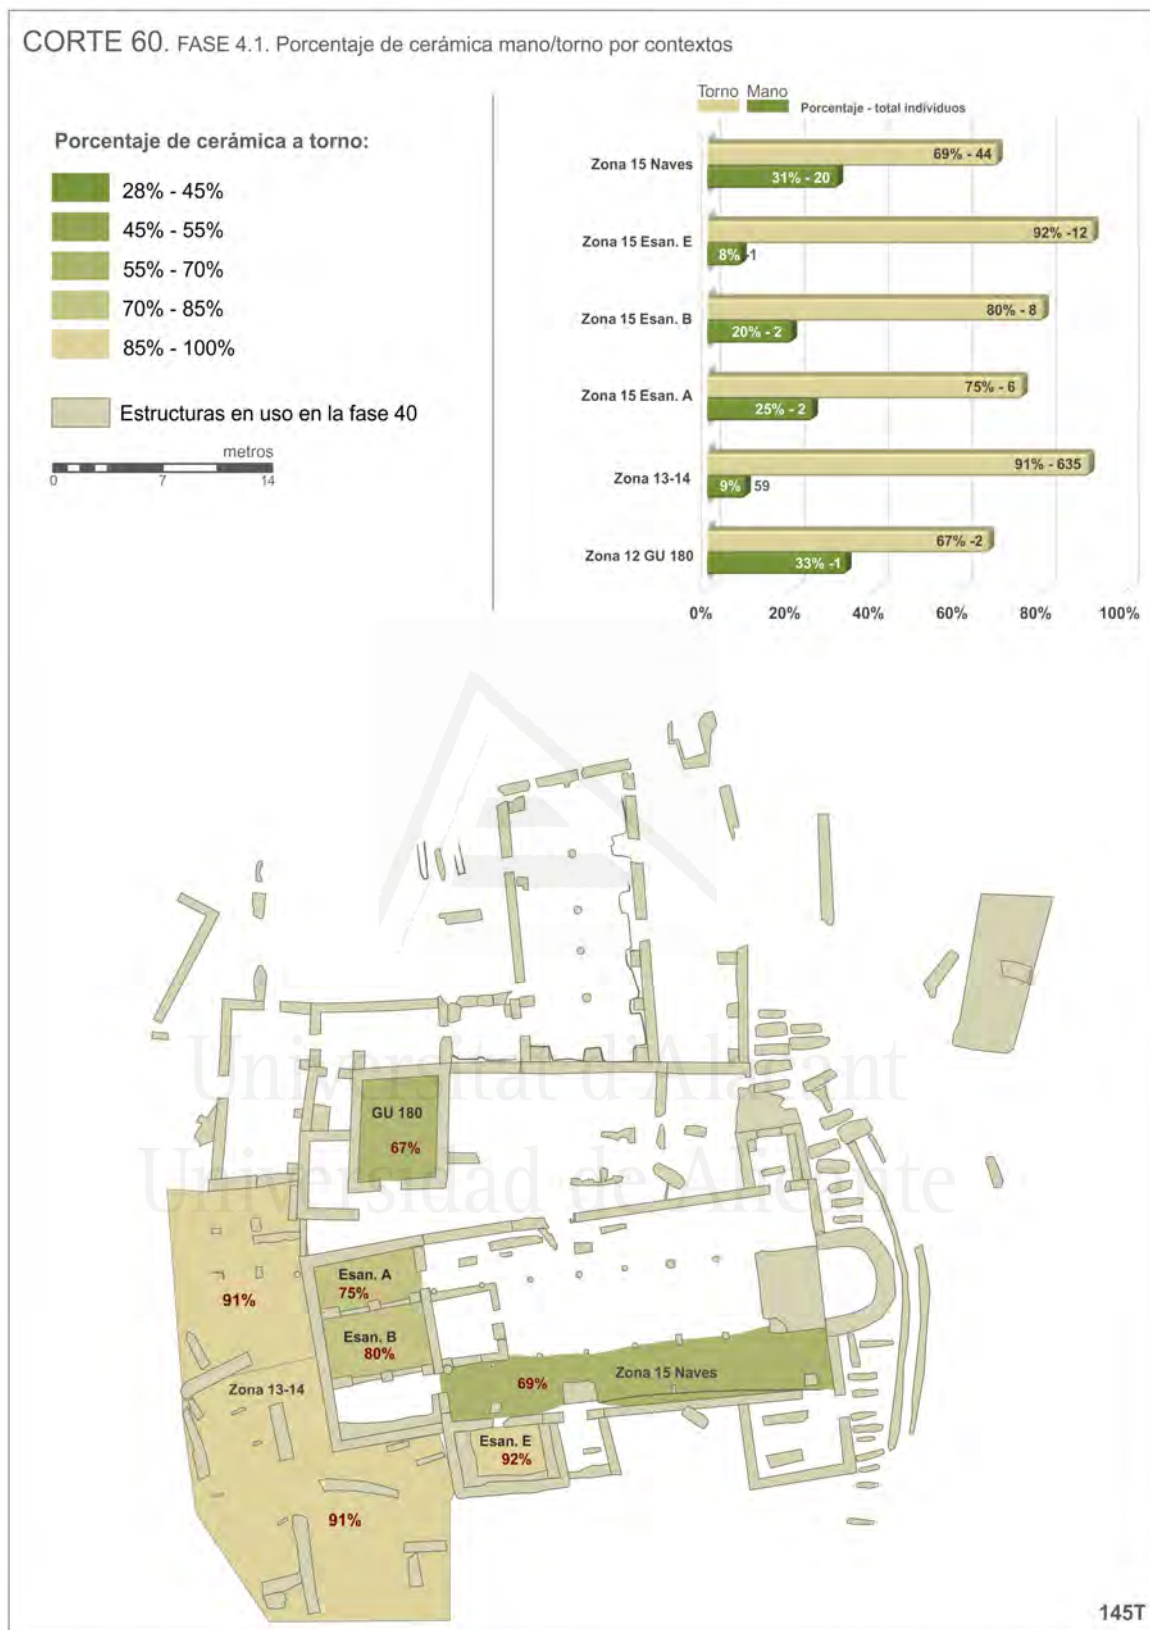 CORTE 60. FASE 4.1. Porcentaje de cerámica mano/torno por contextos
Porcentaje de cerámica a torno:
28% - 45%
45% - 55%
55% - 70%
70% - 85%
85% - 100%
Estructuras en uso en la fase 40
metros
0 7 14
Torno Mano
Porcentaje - total individuos
Zona 15 Naves
69% - 44
31% - 20
Zona 15 Esan. E
92% -12
8% -1
Zona 15 Esan. B
80% - 8
20% - 2
Zona 15 Esan. A
75% - 6
25% - 2
Zona 13-14
91% - 635
9% 59
Zona 12 GU 180
67% -2
33% -1
0% 20% 40% 60% 80% 100%
Universitat d'Alacant
Universidad de Alicante
GU 180
67%
Esan. A
75%
91%
Esan. B
80%
Zona 15 Naves
69%
Zona 13-14
Esan. E
92%
91%
145T